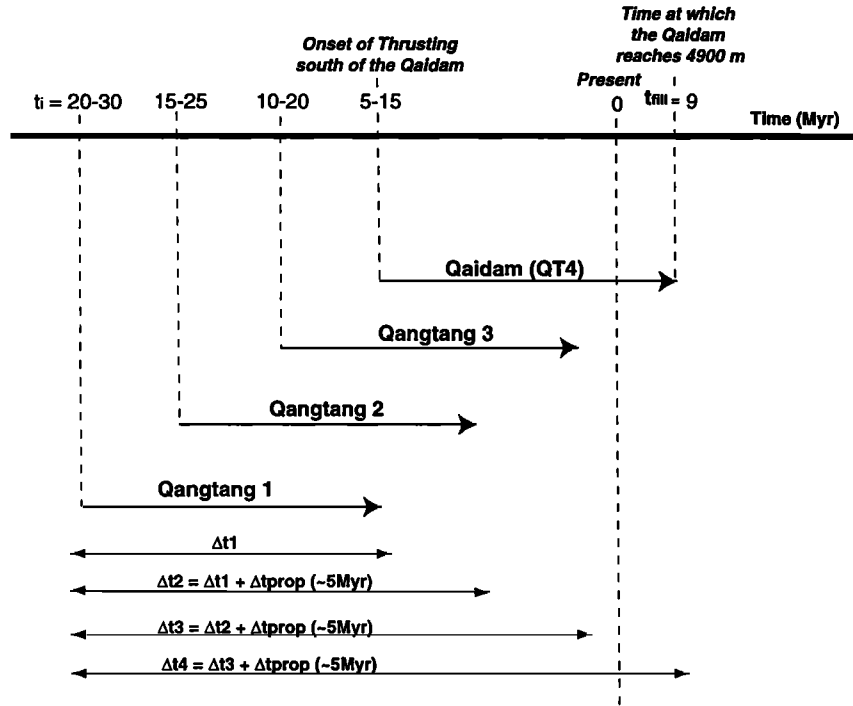 Time at which
the Qaidam
reaches 4900 m
Onset of Thrusting
south of the Qaidam
Present
ti = 20-30 15-25 10-20 5-15 0 tfill = 9
Time (Myr)
Qaidam (QT4)
Qangtang 3
Qangtang 2
Qangtang 1
Δt1
Δt2 = Δt1 + Δtprop (~5Myr)
Δt3 = Δt2 + Δtprop (~5Myr)
Δt4 = Δt3 + Δtprop (~5Myr)